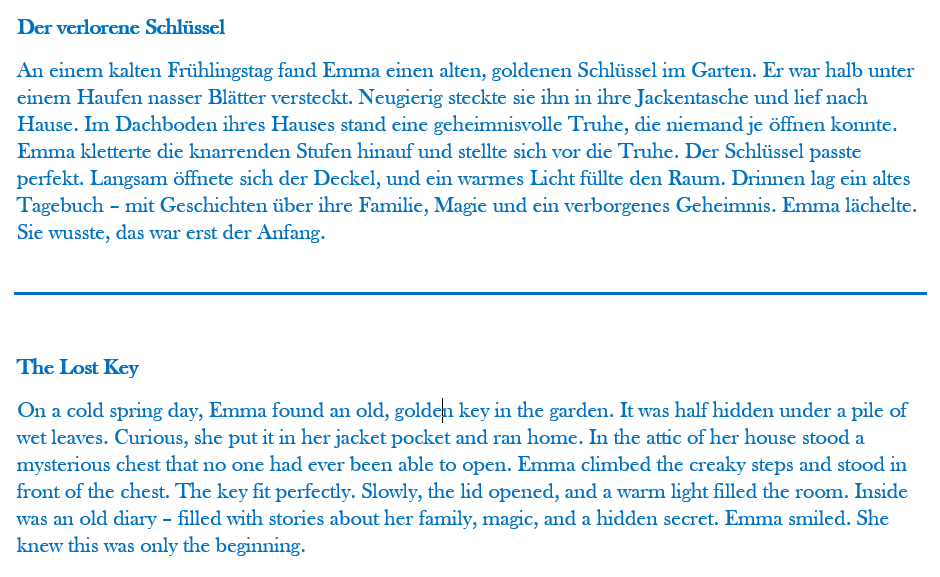 Der verlorene Schlüssel
An einem kalten Frühlingstag fand Emma einen alten, goldenen Schlüssel im Garten. Er war halb unter
einem Haufen nasser Blätter versteckt. Neugierig steckte sie ihn in ihre Jackentasche und lief nach
Hause. Im Dachboden ihres Hauses stand eine geheimnisvolle Truhe, die niemand je öffnen konnte.
Emma kletterte die knarrenden Stufen hinauf und stellte sich vor die Truhe. Der Schlüssel passte
perfekt. Langsam öffnete sich der Deckel, und ein warmes Licht füllte den Raum. Drinnen lag ein altes
Tagebuch – mit Geschichten über ihre Familie, Magie und ein verborgenes Geheimnis. Emma lächelte.
Sie wusste, das war erst der Anfang.
The Lost Key
On a cold spring day, Emma found an old, golden key in the garden. It was half hidden under a pile of
wet leaves. Curious, she put it in her jacket pocket and ran home. In the attic of her house stood a
mysterious chest that no one had ever been able to open. Emma climbed the creaky steps and stood in
front of the chest. The key fit perfectly. Slowly, the lid opened, and a warm light filled the room. Inside
was an old diary – filled with stories about her family, magic, and a hidden secret. Emma smiled. She
knew this was only the beginning.